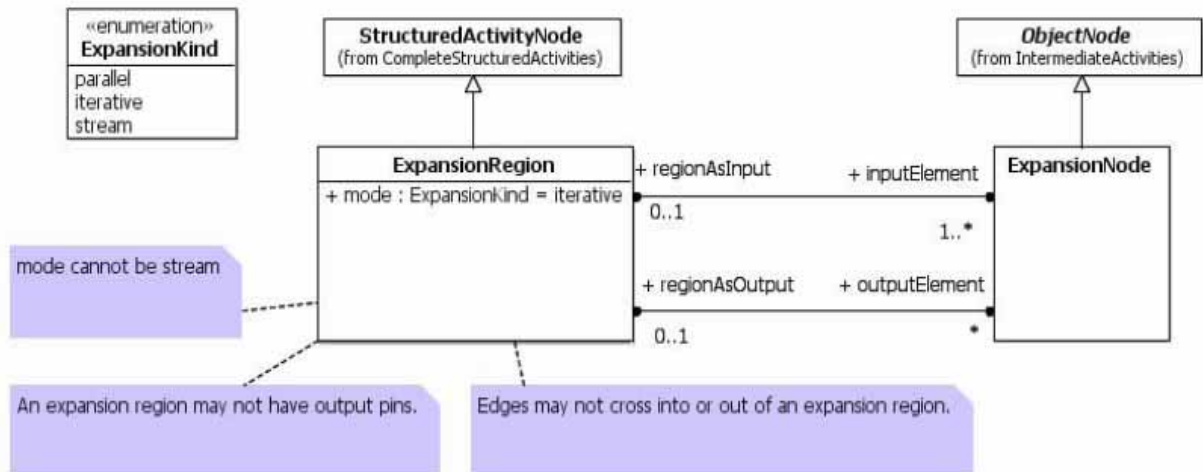 «enumeration»
ExpansionKind
parallel
iterative
stream
StructuredActivityNode
(from CompleteStructuredActivities)
ObjectNode
(from IntermediateActivities)
ExpansionRegion
+ mode : ExpansionKind = iterative
+ regionAsInput
+ inputElement
0..1
1..*
ExpansionNode
+ regionAsOutput
+ outputElement
0..1
*
mode cannot be stream
An expansion region may not have output pins.
Edges may not cross into or out of an expansion region.